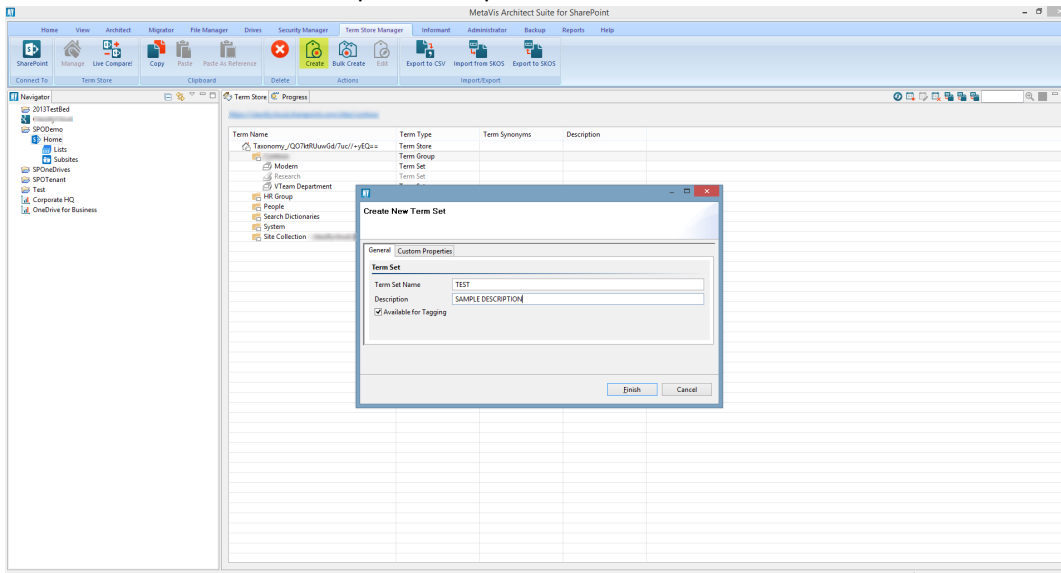 MetaVis Architect Suite for SharePoint
Home View Architect Migrator File Manager Drives Security Manager Term Store Manager Informant Administrator Backup Reports Help
SharePoint Manage Live Compare! Copy Paste Paste As Reference Create Bulk Create Edit Export to CSV Import from SKOS Export to SKOS
Connect To Term Store Clipboard Delete Actions Import/Export
Navigator
2013TestBed
SPODemo
Home
Lists
Subsites
SPOneDrives
SPOTenant
Test
Corporate HQ
OneDrive for Business
Term Store Progress
Term Name Term Type Term Synonyms Description
Taxonomy_/QO7ktRUuwGd/7uc//+yEQ== Term Store
Term Group
Modern Term Set
Research Term Set
VTeam Department
HR Group
People
Search Dictionaries
System
Site Collection
Create New Term Set
General Custom Properties
Term Set
Term Set Name TEST
Description SAMPLE DESCRIPTION
Available for Tagging
Finish Cancel